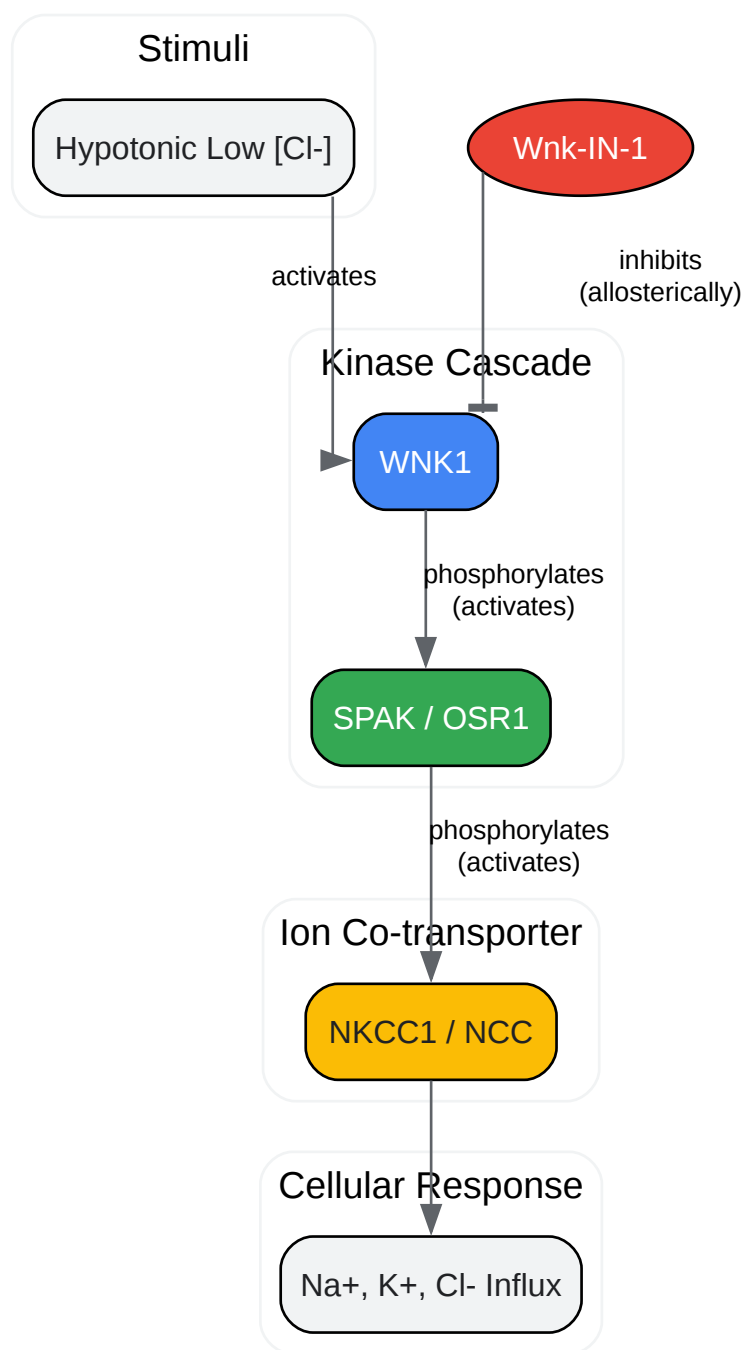 Stimuli
Hypotonic Low [Cl-]
Wnk-IN-1
activates
inhibits
(allosterically)
Kinase Cascade
WNK1
phosphorylates
(activates)
SPAK / OSR1
phosphorylates
(activates)
Ion Co-transporter
NKCC1 / NCC
Cellular Response
Na+, K+, Cl- Influx